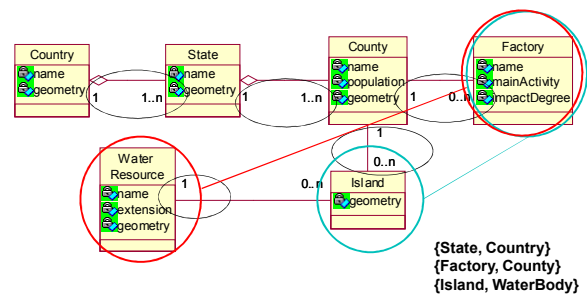 Country
name
geometry
1
1..n
State
name
geometry
1
1..n
County
name
population
geometry
1
0..n
Factory
name
mainActivity
impactDegree
1
0..n
Water
Resource
name
extension
geometry
1
0..n
Island
geometry
{State, Country}
{Factory, County}
{Island, WaterBody}